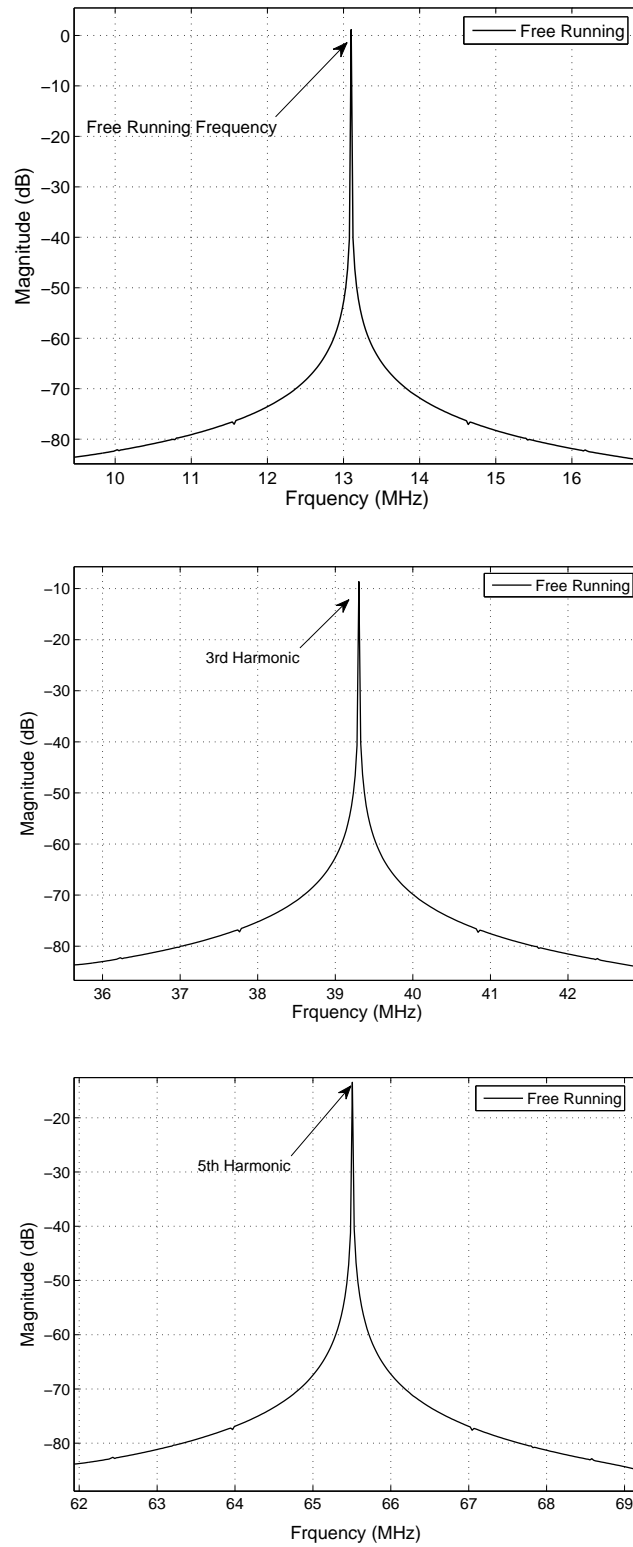 Free Running
0
−10
−20
−30
−40
−50
−60
−70
−80
Magnitude (dB)
Free Running Frequency
10 11 12 13 14 15 16
Frquency (MHz)
Free Running
−10
−20
−30
−40
−50
−60
−70
−80
Magnitude (dB)
3rd Harmonic
36 37 38 39 40 41 42
Frquency (MHz)
Free Running
−20
−30
−40
−50
−60
−70
−80
Magnitude (dB)
5th Harmonic
62 63 64 65 66 67 68 69
Frquency (MHz)